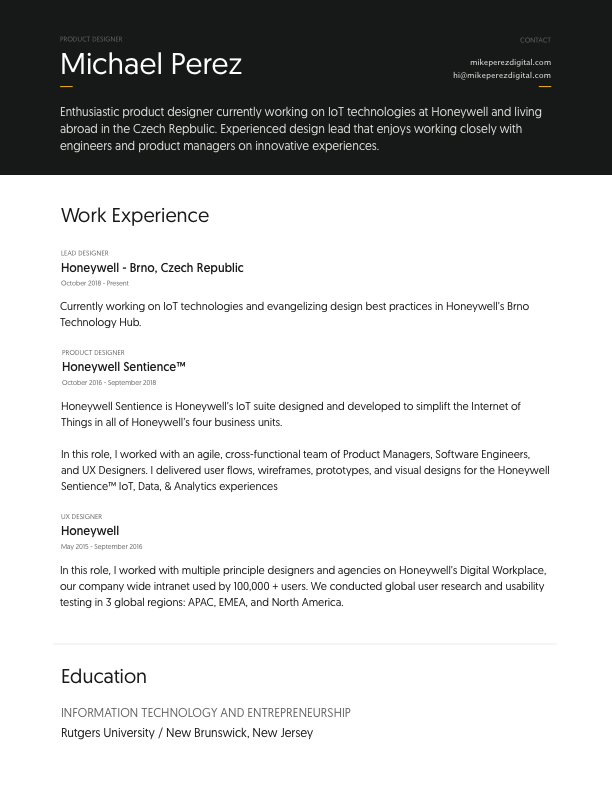 PRODUCT DESIGNER
CONTACT
Michael Perez
mikeperezdigital.com
hi@mikeperezdigital.com
Enthusiastic product designer currently working on IoT technologies at Honeywell and living
abroad in the Czech Repbulic. Experienced design lead that enjoys working closely with
engineers and product managers on innovative experiences.
Work Experience
LEAD DESIGNER
Honeywell - Brno, Czech Republic
October 2018 - Present
Currently working on IoT technologies and evangelizing design best practices in Honeywell's Brno
Technology Hub.
PRODUCT DESIGNER
Honeywell Sentience™
October 2016 - September 2018
Honeywell Sentience is Honeywell's IoT suite designed and developed to simplift the Internet of
Things in all of Honeywell's four business units.
In this role, I worked with an agile, cross-functional team of Product Managers, Software Engineers,
and UX Designers. I delivered user flows, wireframes, prototypes, and visual designs for the Honeywell
Sentience™ IoT, Data, & Analytics experiences
UX DESIGNER
Honeywell
May 2015 - September 2016
In this role, I worked with multiple principle designers and agencies on Honeywell's Digital Workplace,
our company wide intranet used by 100,000 + users. We conducted global user research and usability
testing in 3 global regions: APAC, EMEA, and North America.
Education
INFORMATION TECHNOLOGY AND ENTREPRENEURSHIP
Rutgers University / New Brunswick, New Jersey